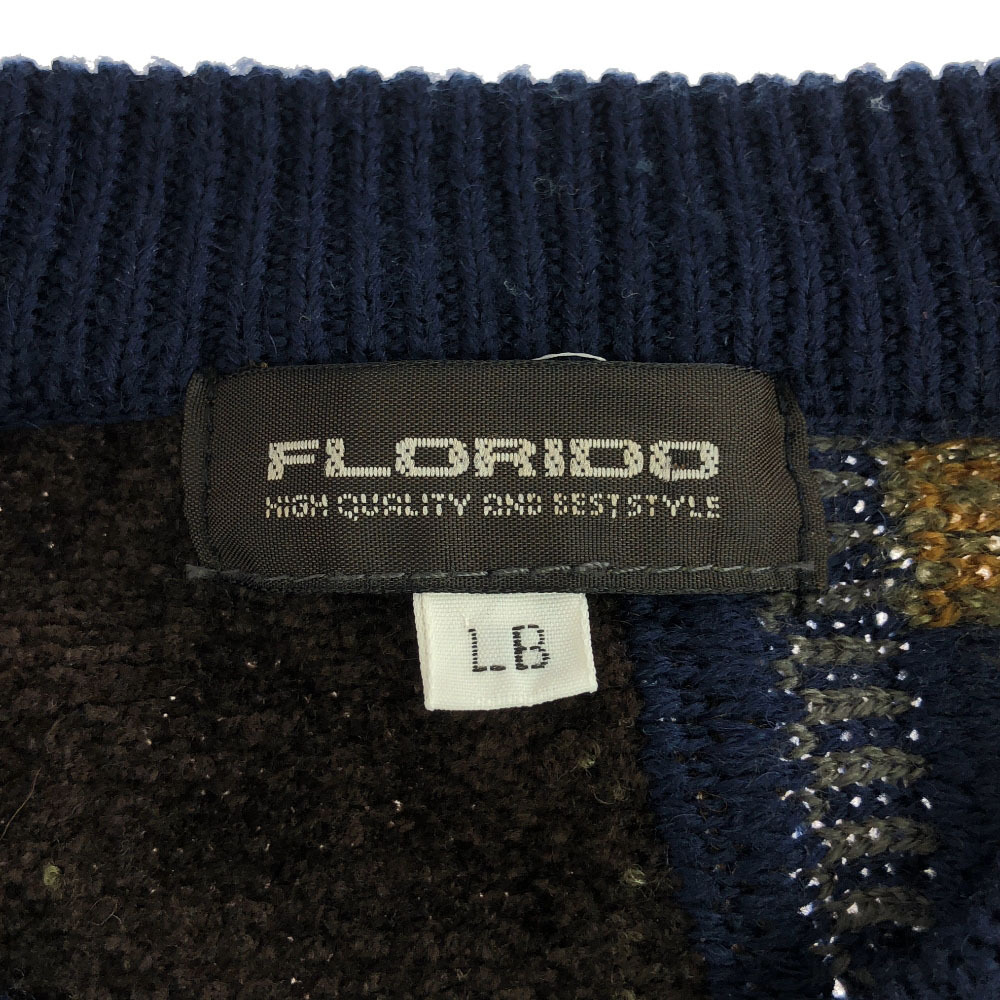 FLORIDO
HIGH QUALITY AND BEST STYLE
LB